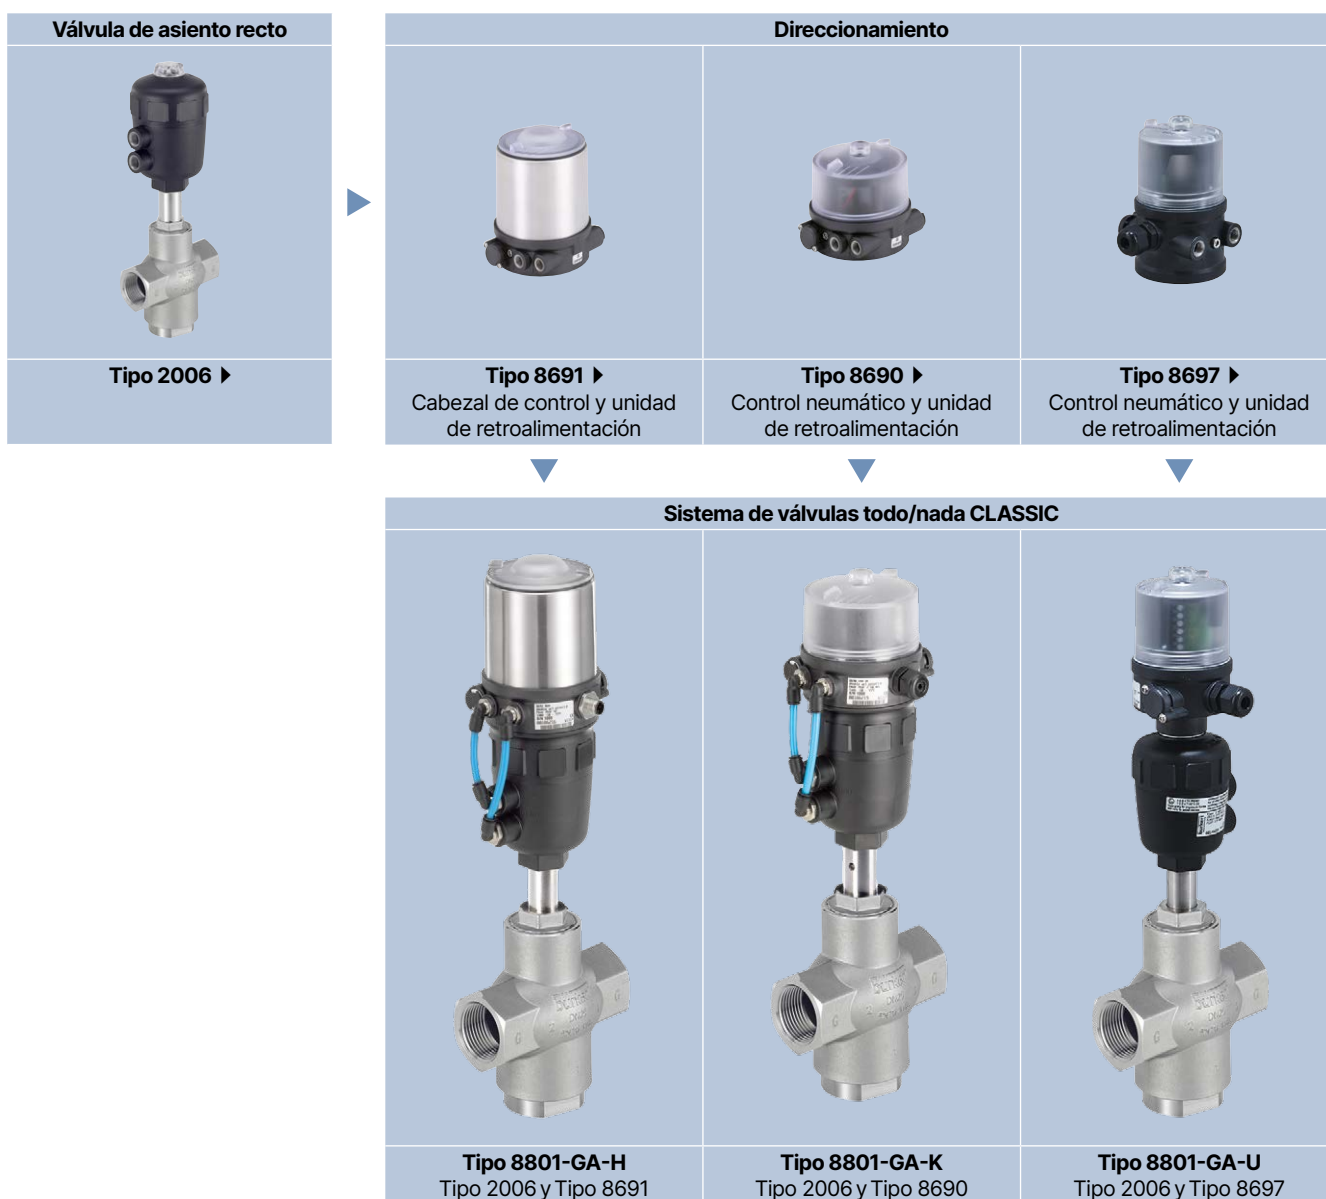 Válvula de asiento recto
Direccionamiento
Tipo 2006
Tipo 8691
Cabezal de control y unidad
de retroalimentación
Tipo 8690
Control neumático y unidad
de retroalimentación
Tipo 8697
Control neumático y unidad
de retroalimentación
Sistema de válvulas todo/nada CLASSIC
Tipo 8801-GA-H
Tipo 2006 y Tipo 8691
Tipo 8801-GA-K
Tipo 2006 y Tipo 8690
Tipo 8801-GA-U
Tipo 2006 y Tipo 8697